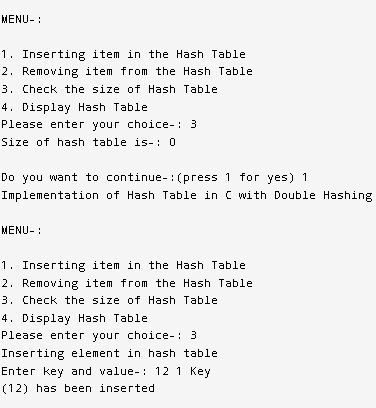 MENU-:
1. Inserting item in the Hash Table
2. Removing item from the Hash Table
3. Check the size of Hash Table
4. Display Hash Table
Please enter your choice-: 3
Size of hash table is-: 0
Do you want to continue-:(press 1 for yes) 1
Implementation of Hash Table in C with Double Hashing
MENU-:
1. Inserting item in the Hash Table
2. Removing item from the Hash Table
3. Check the size of Hash Table
4. Display Hash Table
Please enter your choice-: 3
Inserting element in hash table
Enter key and value-: 12 1 Key
(12) has been inserted